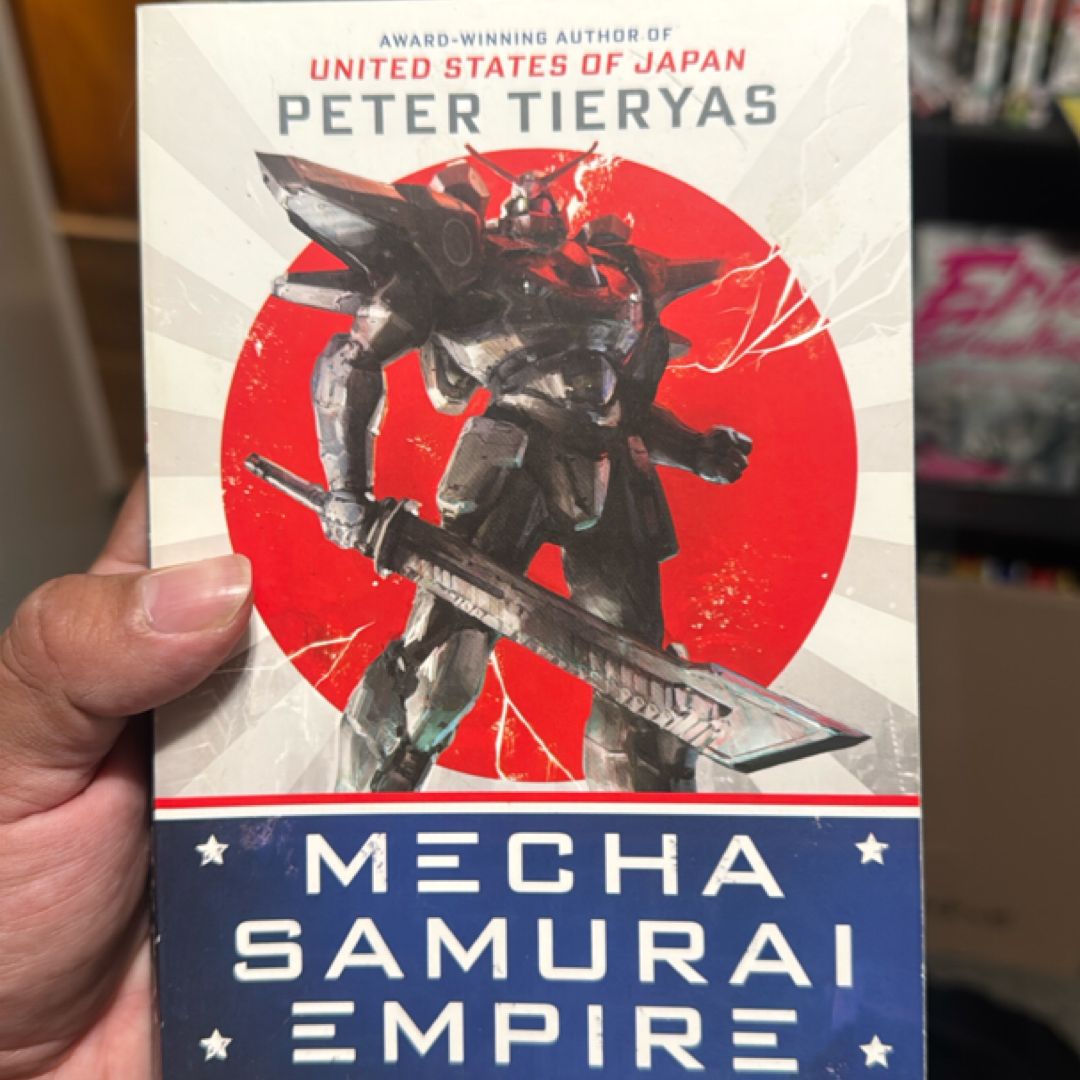 AWARD-WINNING AUTHOR OF
UNITED STATES OF JAPAN
PETER TIERYAS
MECHA
SAMURAI
EMPIRE